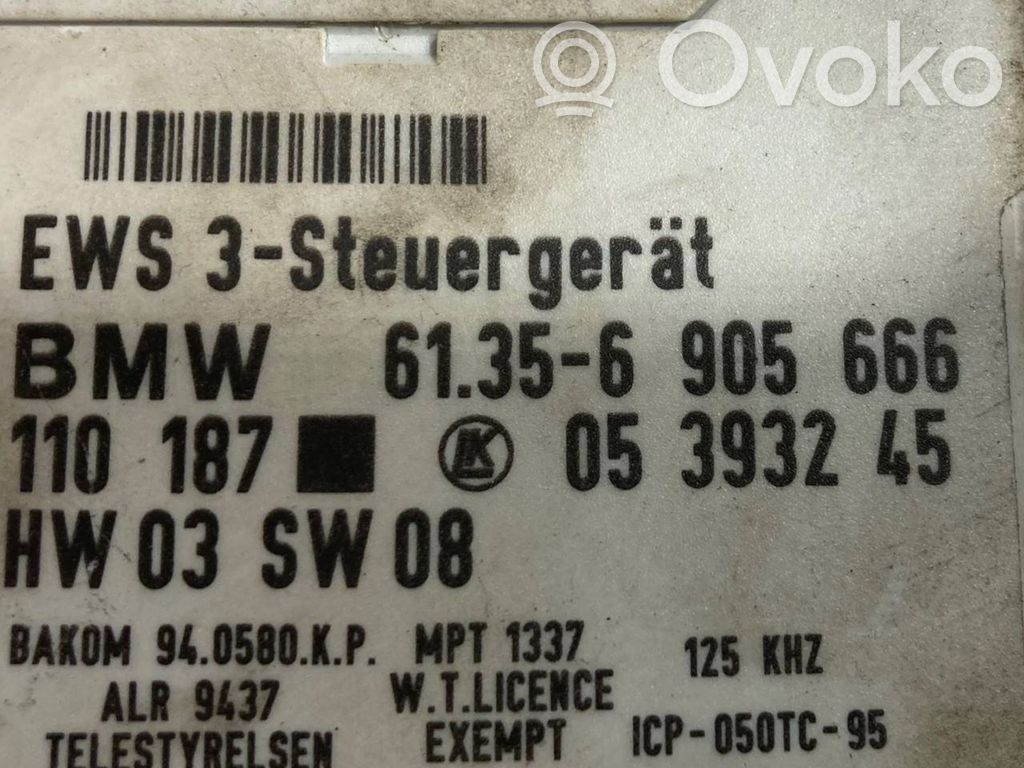 Ovoko
EWS 3-Steuergerät
BMW 61.35-6 905 666
110 187 LK 05 3932 45
HW 03 SW 08
BAKOM 94.0580.K.P. MPT 1337 125 KHZ
ALR 9437 W.T.LICENCE
TELESTYRELSEN EXEMPT ICP-050TC-95